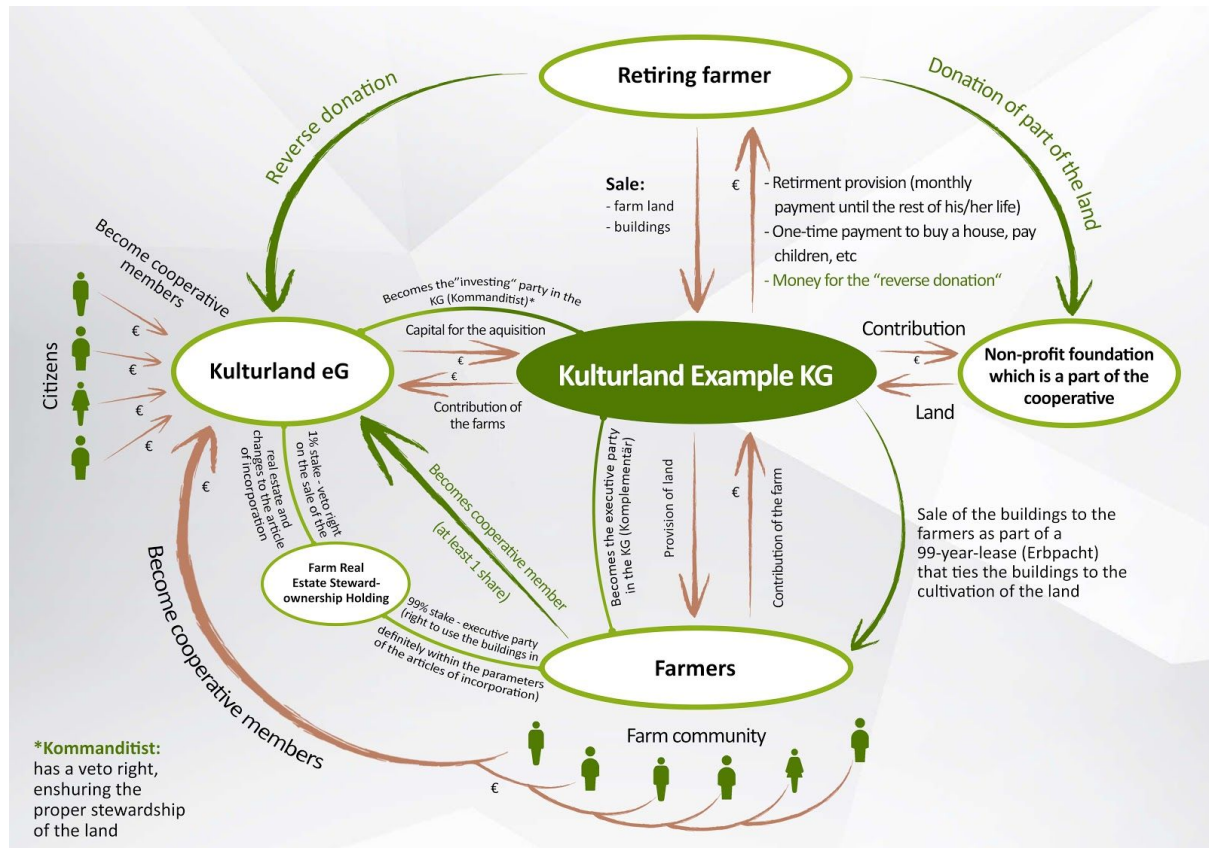 Retiring farmer
Reverse donation
Donation of part of the land
Sale:
- farm land
- buildings
€
- Retirment provision (monthly
payment until the rest of his/her life)
- One-time payment to buy a house, pay
children, etc
- Money for the “reverse donation“
Become cooperative
members
Citizens
€
€
€
€
Kulturland eG
Becomes the“investing“ party in the
KG (Kommanditist)*
Capital for the aquisition
€
€
Contribution of
the farms
Kulturland Example KG
Contribution
€
Land
Non-profit foundation
which is a part of the
cooperative
1% stake - veto right
on the sale of the
real estate and
changes to the article
of incorporation
€
Becomes cooperative member
(at least 1 share)
Becomes the executive party
in the KG (Komplementär)
Provision of land
€
Contribution of the farm
Sale of the buildings to the
farmers as part of a
99-year-lease (Erbpacht)
that ties the buildings to the
cultivation of the land
Farm Real
Estate Steward-
ownership Holding
99% stake - executive party
(right to use the buildings in
definitely within the parameters
of the articles of incorporation)
Farmers
Become cooperative members
Farm community
€
*Kommanditist:
has a veto right,
enshuring the
proper stewardship
of the land